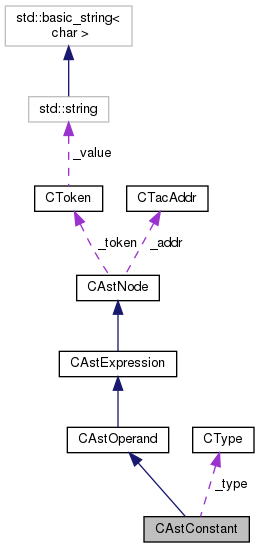 std::basic_string<
char >
std::string
_value
CToken
CTacAddr
_token
_addr
CAstNode
CAstExpression
CAstOperand
CType
_type
CAstConstant